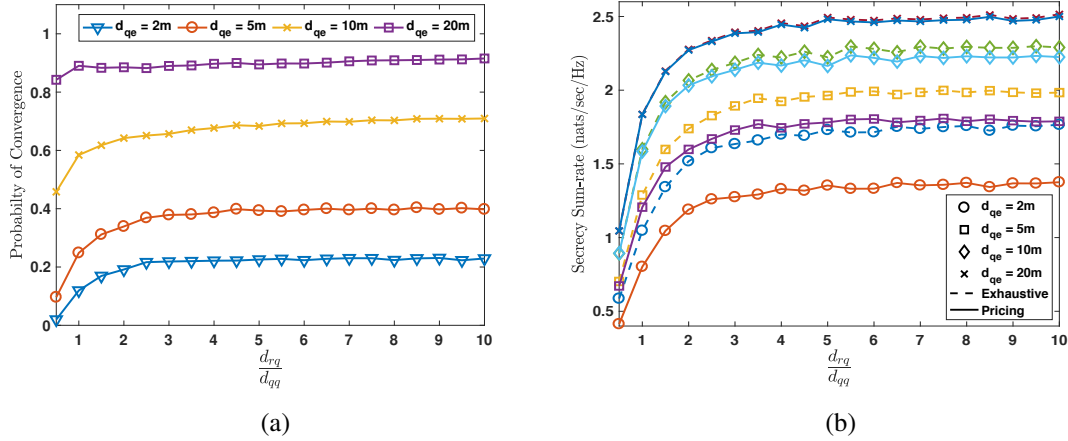 d_qe = 2m d_qe = 5m d_qe = 10m d_qe = 20m
Probabilty of Convergence
1
0.8
0.6
0.4
0.2
0
1 2 3 4 5 6 7 8 9 10
d_rq
d_qq
(a)
Secrecy Sum-rate (nats/sec/Hz)
2.5
2
1.5
1
0.5
d_qe = 2m
d_qe = 5m
d_qe = 10m
d_qe = 20m
Exhaustive
Pricing
1 2 3 4 5 6 7 8 9 10
d_rq
d_qq
(b)